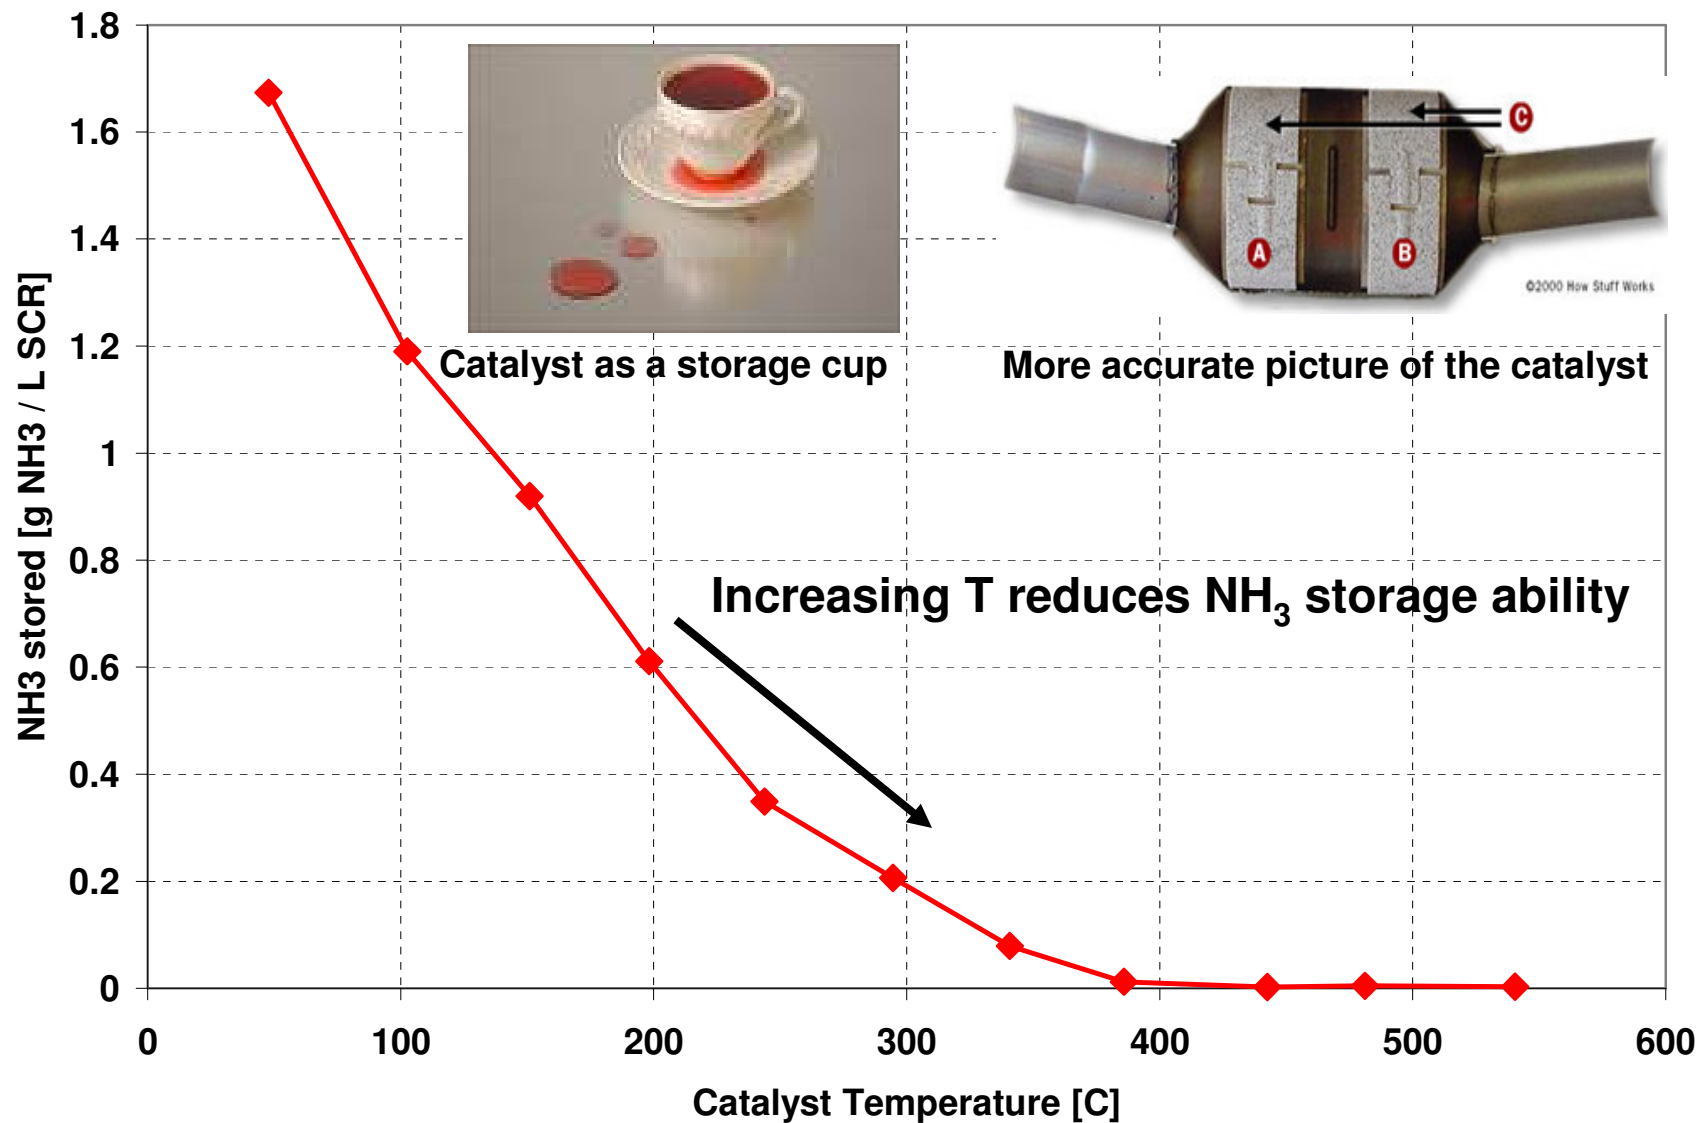 1.8
1.6
1.4
1.2
1
0.8
0.6
0.4
0.2
0
NH3 stored [g NH3 / L SCR]
C
A
B
©2000 How Stuff Works
Catalyst as a storage cup
More accurate picture of the catalyst
Increasing T reduces NH₃ storage ability
0 100 200 300 400 500 600
Catalyst Temperature [C]